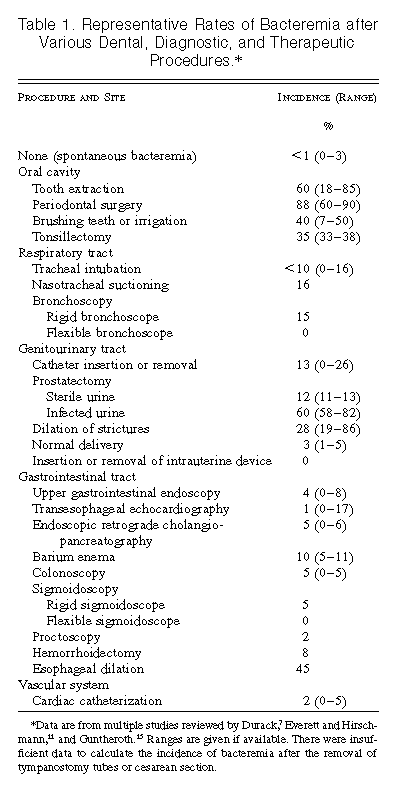 Table 1. Representative Rates of Bacteremia after
Various Dental, Diagnostic, and Therapeutic
Procedures.*
PROCEDURE AND SITE INCIDENCE (RANGE)
%
None (spontaneous bacteremia) <1 (0–3)
Oral cavity
Tooth extraction 60 (18–85)
Periodontal surgery 88 (60–90)
Brushing teeth or irrigation 40 (7–50)
Tonsillectomy 35 (33–38)
Respiratory tract
Tracheal intubation <10 (0–16)
Nasotracheal suctioning 16
Bronchoscopy
Rigid bronchoscope 15
Flexible bronchoscope 0
Genitourinary tract
Catheter insertion or removal 13 (0–26)
Prostatectomy
Sterile urine 12 (11–13)
Infected urine 60 (58–82)
Dilation of strictures 28 (19–86)
Normal delivery 3 (1–5)
Insertion or removal of intrauterine device 0
Gastrointestinal tract
Upper gastrointestinal endoscopy 4 (0–8)
Transesophageal echocardiography 1 (0–17)
Endoscopic retrograde cholangio- 5 (0–6)
pancreatography
Barium enema 10 (5–11)
Colonoscopy 5 (0–5)
Sigmoidoscopy
Rigid sigmoidoscope 5
Flexible sigmoidoscope 0
Proctoscopy 2
Hemorrhoidectomy 8
Esophageal dilation 45
Vascular system
Cardiac catheterization 2 (0–5)
*Data are from multiple studies reviewed by Durack,7 Everett and Hirsch-
mann,11 and Guntheroth.15 Ranges are given if available. There were insuf-
ficient data to calculate the incidence of bacteremia after the removal of
tympanostomy tubes or cesarean section.